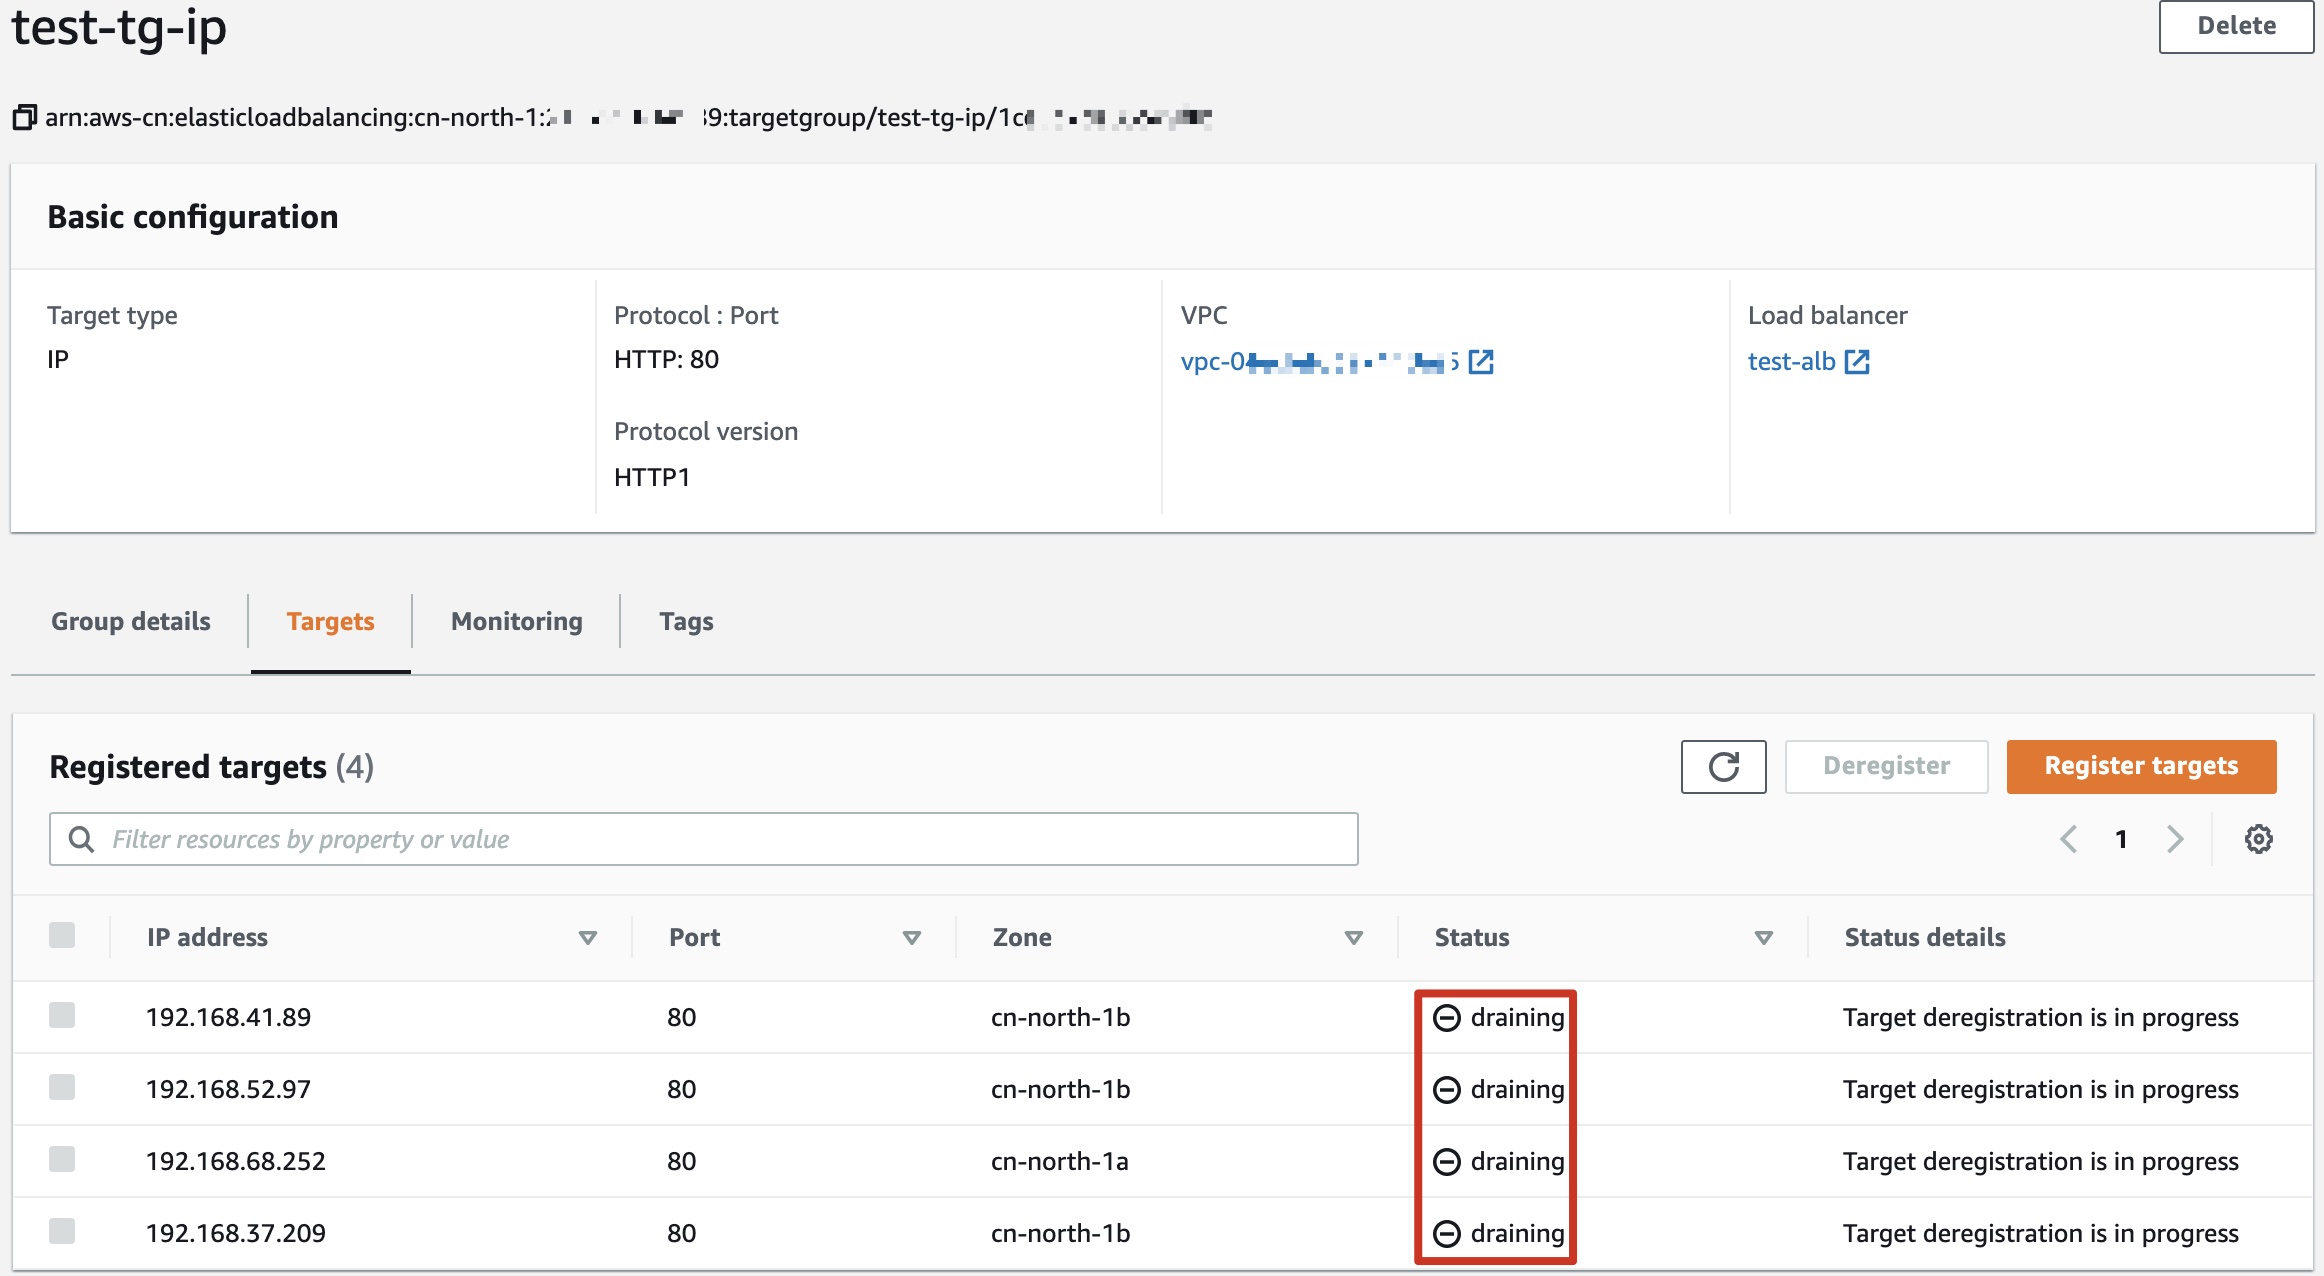 test-tg-ip
Delete
arn:aws-cn:elasticloadbalancing:cn-north-1: 9:targetgroup/test-tg-ip/1c
Basic configuration
Target type
IP
Protocol : Port
HTTP: 80
Protocol version
HTTP1
VPC
vpc-0
Load balancer
test-alb
Group details
Targets
Monitoring
Tags
Registered targets (4)
Deregister
Register targets
Filter resources by property or value
1
IP address Port Zone Status Status details
192.168.41.89 80 cn-north-1b draining Target deregistration is in progress
192.168.52.97 80 cn-north-1b draining Target deregistration is in progress
192.168.68.252 80 cn-north-1a draining Target deregistration is in progress
192.168.37.209 80 cn-north-1b draining Target deregistration is in progress